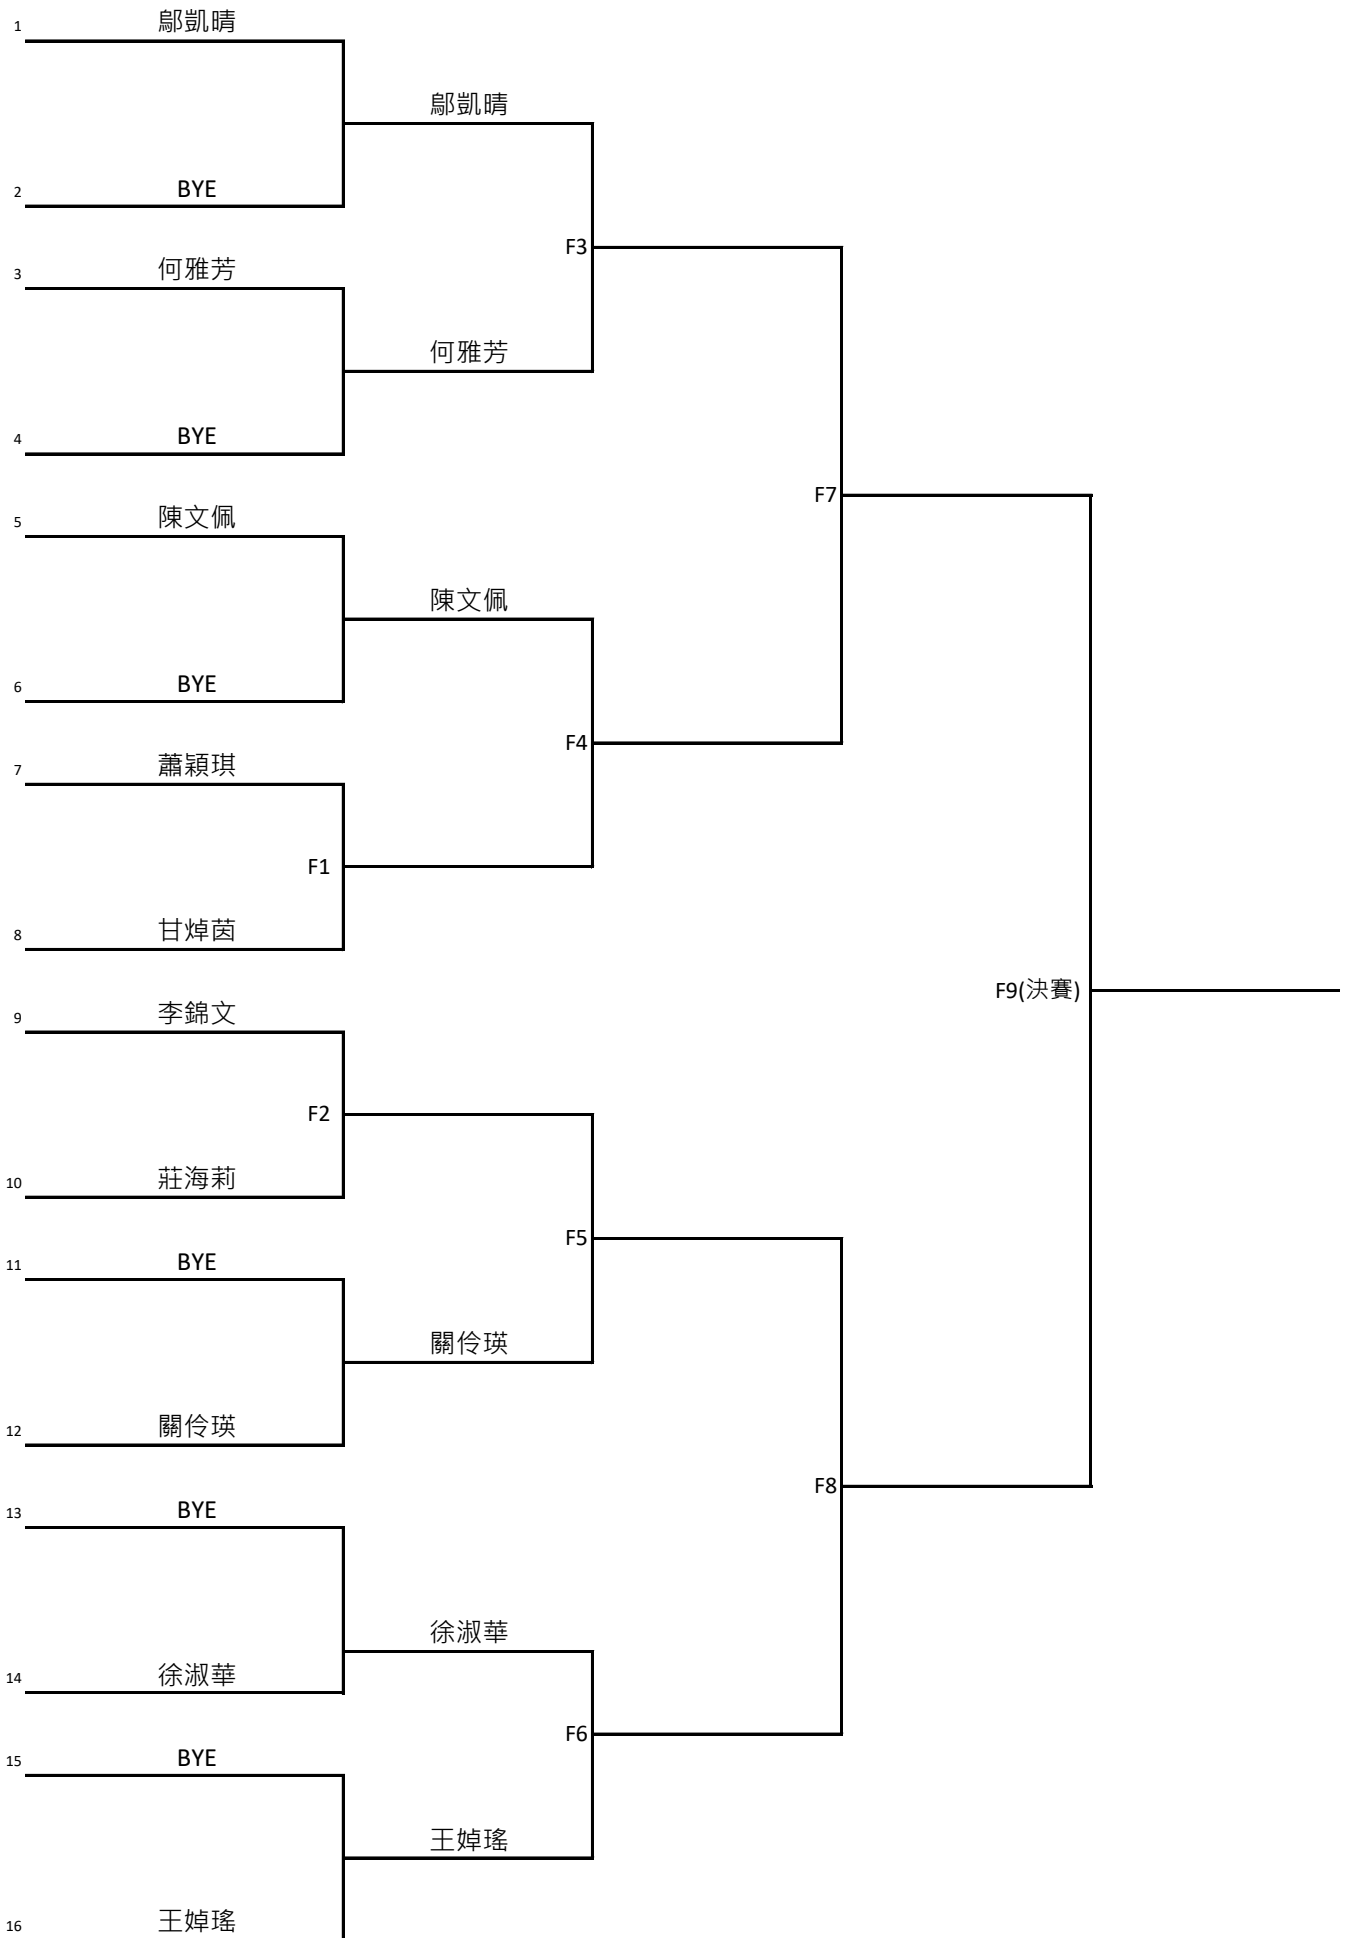 1 鄔凱晴
鄔凱晴
2 BYE
F3
3 何雅芳
何雅芳
4 BYE
F7
5 陳文佩
陳文佩
6 BYE
F4
7 蕭穎琪
F1
8 甘焯茵
F9(決賽)
9 李錦文
F2
10 莊海莉
F5
11 BYE
關伶瑛
12 關伶瑛
F8
13 BYE
徐淑華
14 徐淑華
F6
15 BYE
王婥瑤
16 王婥瑤